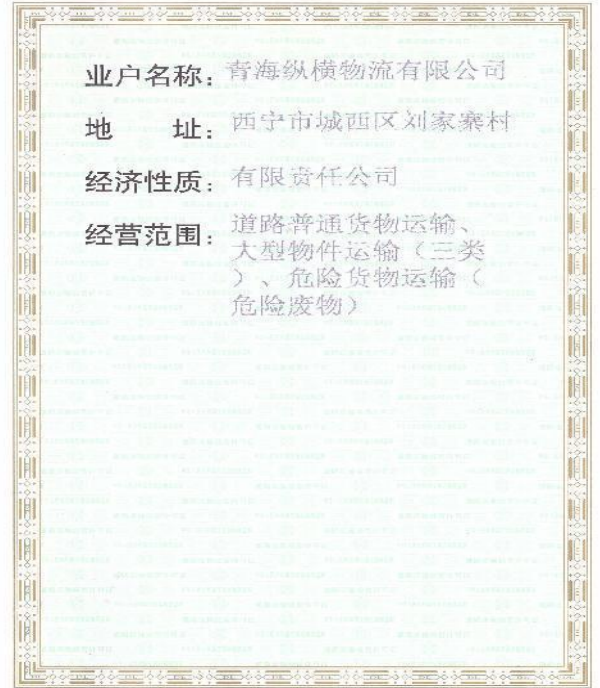 业户名称：青海纵横物流有限公司
地 址：西宁市城西区刘家寨村
经济性质：有限责任公司
经营范围：道路普通货物运输、
大型物件运输（三类
）、危险货物运输（
危险废物）